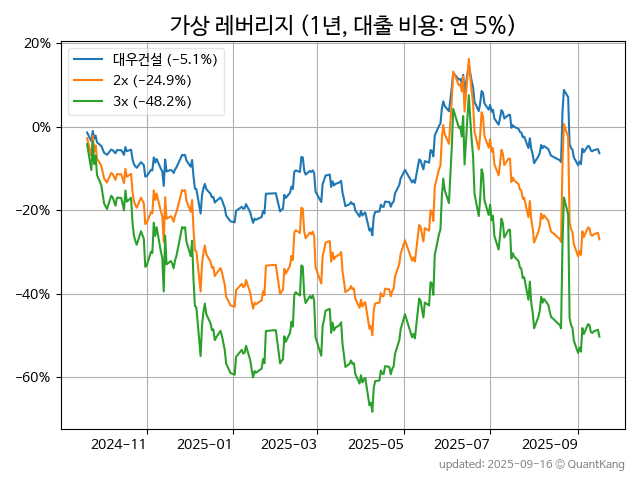 가상 레버리지 (1년, 대출 비용: 연 5%)
대우건설 (−5.1%)
2x (−24.9%)
3x (−48.2%)
20%
0%
−20%
−40%
−60%
2024-11
2025-01
2025-03
2025-05
2025-07
2025-09
updated: 2025-09-16 © QuantKang